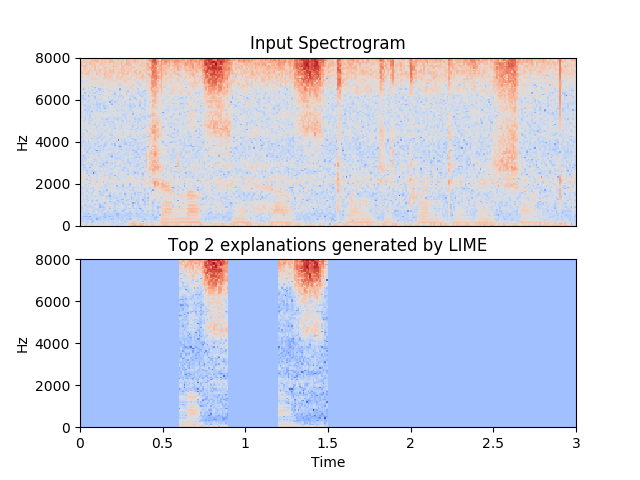 Input Spectrogram
8000
6000
4000
2000
0
Hz
Top 2 explanations generated by LIME
8000
6000
4000
2000
0
Hz
0 0.5 1 1.5 2 2.5 3
Time